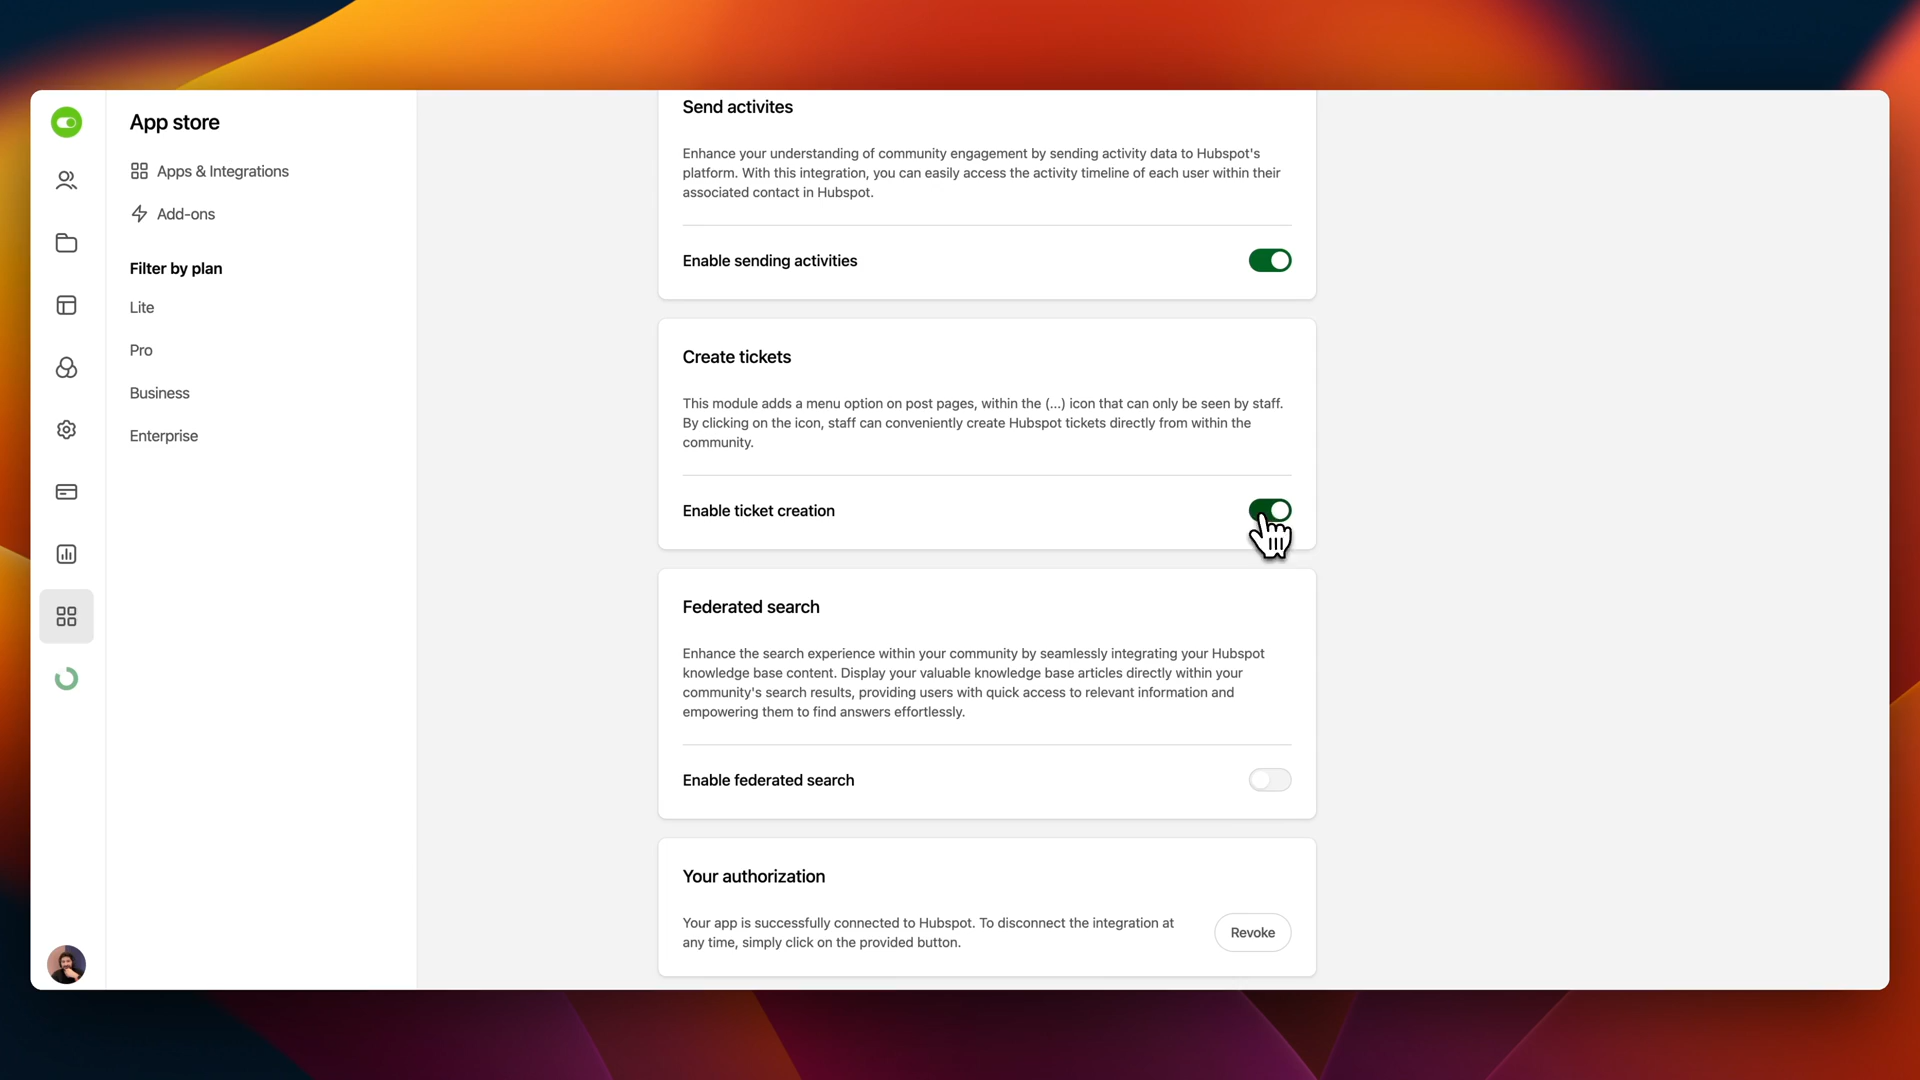 App store
Apps & Integrations
Add-ons
Filter by plan
Lite
Pro
Business
Enterprise
Send activites
Enhance your understanding of community engagement by sending activity data to Hubspot's
platform. With this integration, you can easily access the activity timeline of each user within their
associated contact in Hubspot.
Enable sending activities
Create tickets
This module adds a menu option on post pages, within the (...) icon that can only be seen by staff.
By clicking on the icon, staff can conveniently create Hubspot tickets directly from within the
community.
Enable ticket creation
Federated search
Enhance the search experience within your community by seamlessly integrating your Hubspot
knowledge base content. Display your valuable knowledge base articles directly within your
community's search results, providing users with quick access to relevant information and
empowering them to find answers effortlessly.
Enable federated search
Your authorization
Your app is successfully connected to Hubspot. To disconnect the integration at
any time, simply click on the provided button.
Revoke